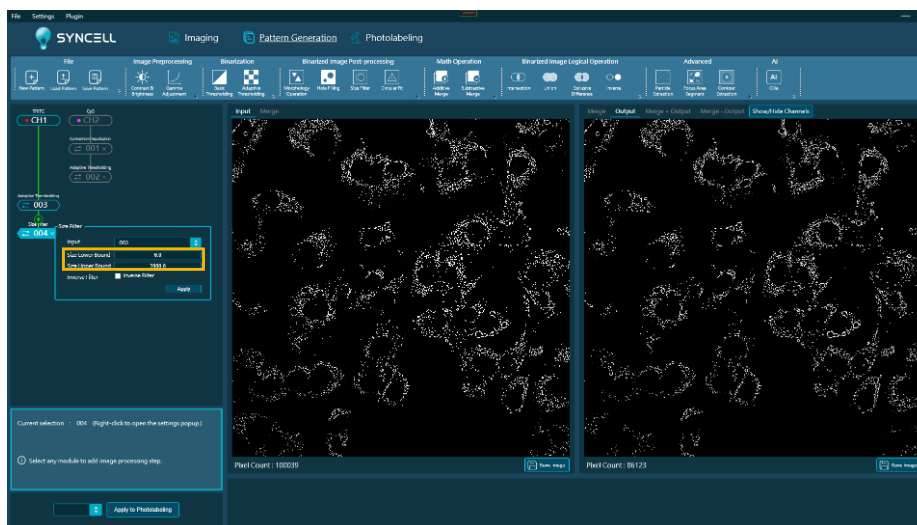 File Settings Plugin
SYNCELL Imaging Pattern Generation Photolabeling
File Image Preprocessing Binarization Binarized Image Post-processing Math Operation Binarized Image Logical Operation Advanced AI
New Pattern Load Pattern Save Pattern Contrast & Brightness Gamma Adjustment Basic Thresholding Adaptive Thresholding Morphology Operation Hole Filling Size Filter Circular Fit Additive Merge Subtractive Merge Intersection Union Exclusive Difference Inverse Particle Detection Focus Area Segment Contour Extraction
TRITC Cy5
CH1 CH2
001
Adaptive Thresholding
002
Adaptive Thresholding
003
Size Filter
004
Size Filter
Input 003
Size Lower Bound 6.0
Size Upper Bound
Inverse Filter Inverse Filter
Apply
Input Merge
Merge Output Merge + Output Merge - Output Show/Hide Channels
Pixel Count : 100039 Save Image
Pixel Count : 86123 Save Image
Current selection : 004 (Right-click to open the settings popup.)
Select any module to add image processing step.
Apply to Photolabeling